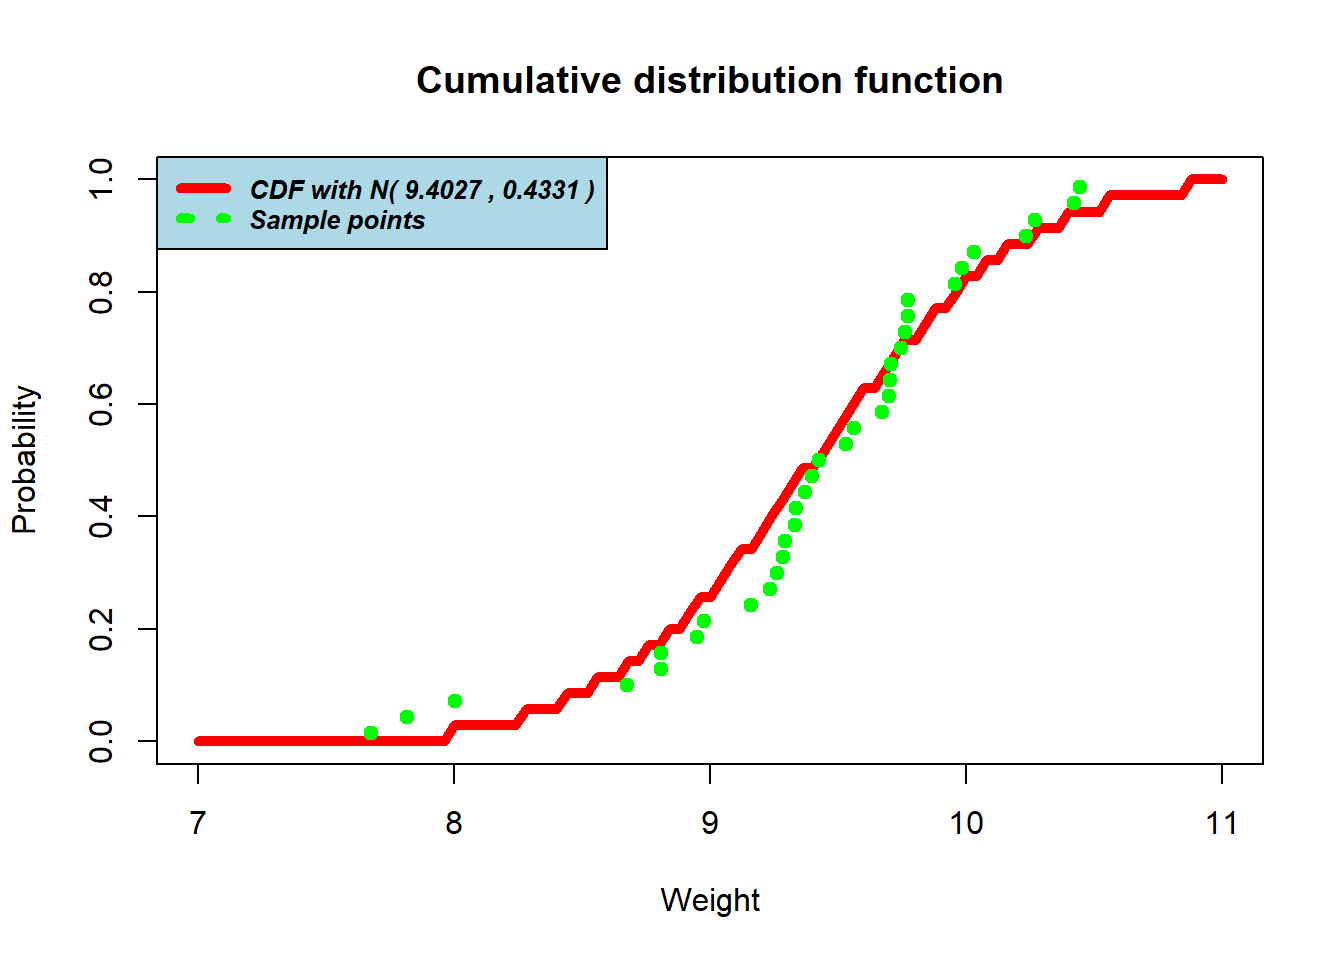 Cumulative distribution function
CDF with N( 9.4027 , 0.4331 )
Sample points
Probability
1.0
0.8
0.6
0.4
0.2
0.0
7 8 9 10 11
Weight